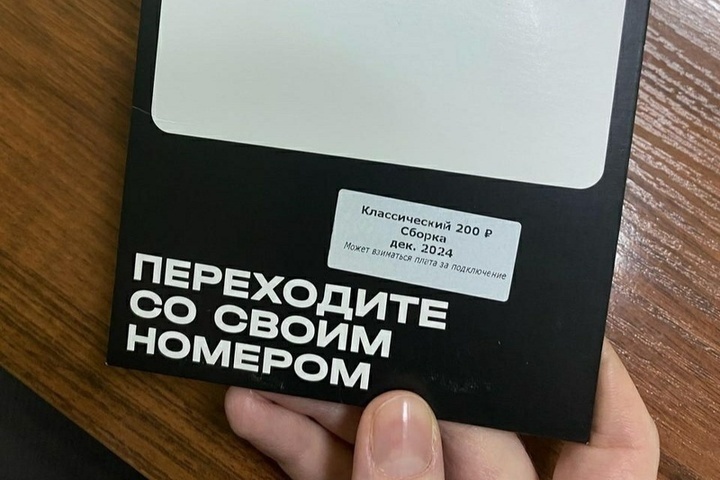 Классический 200 ₽
Сборка
дек. 2024
Может взиматься плата за подключение
ПЕРЕХОДИТЕ
СО СВОИМ
НОМЕРОМ